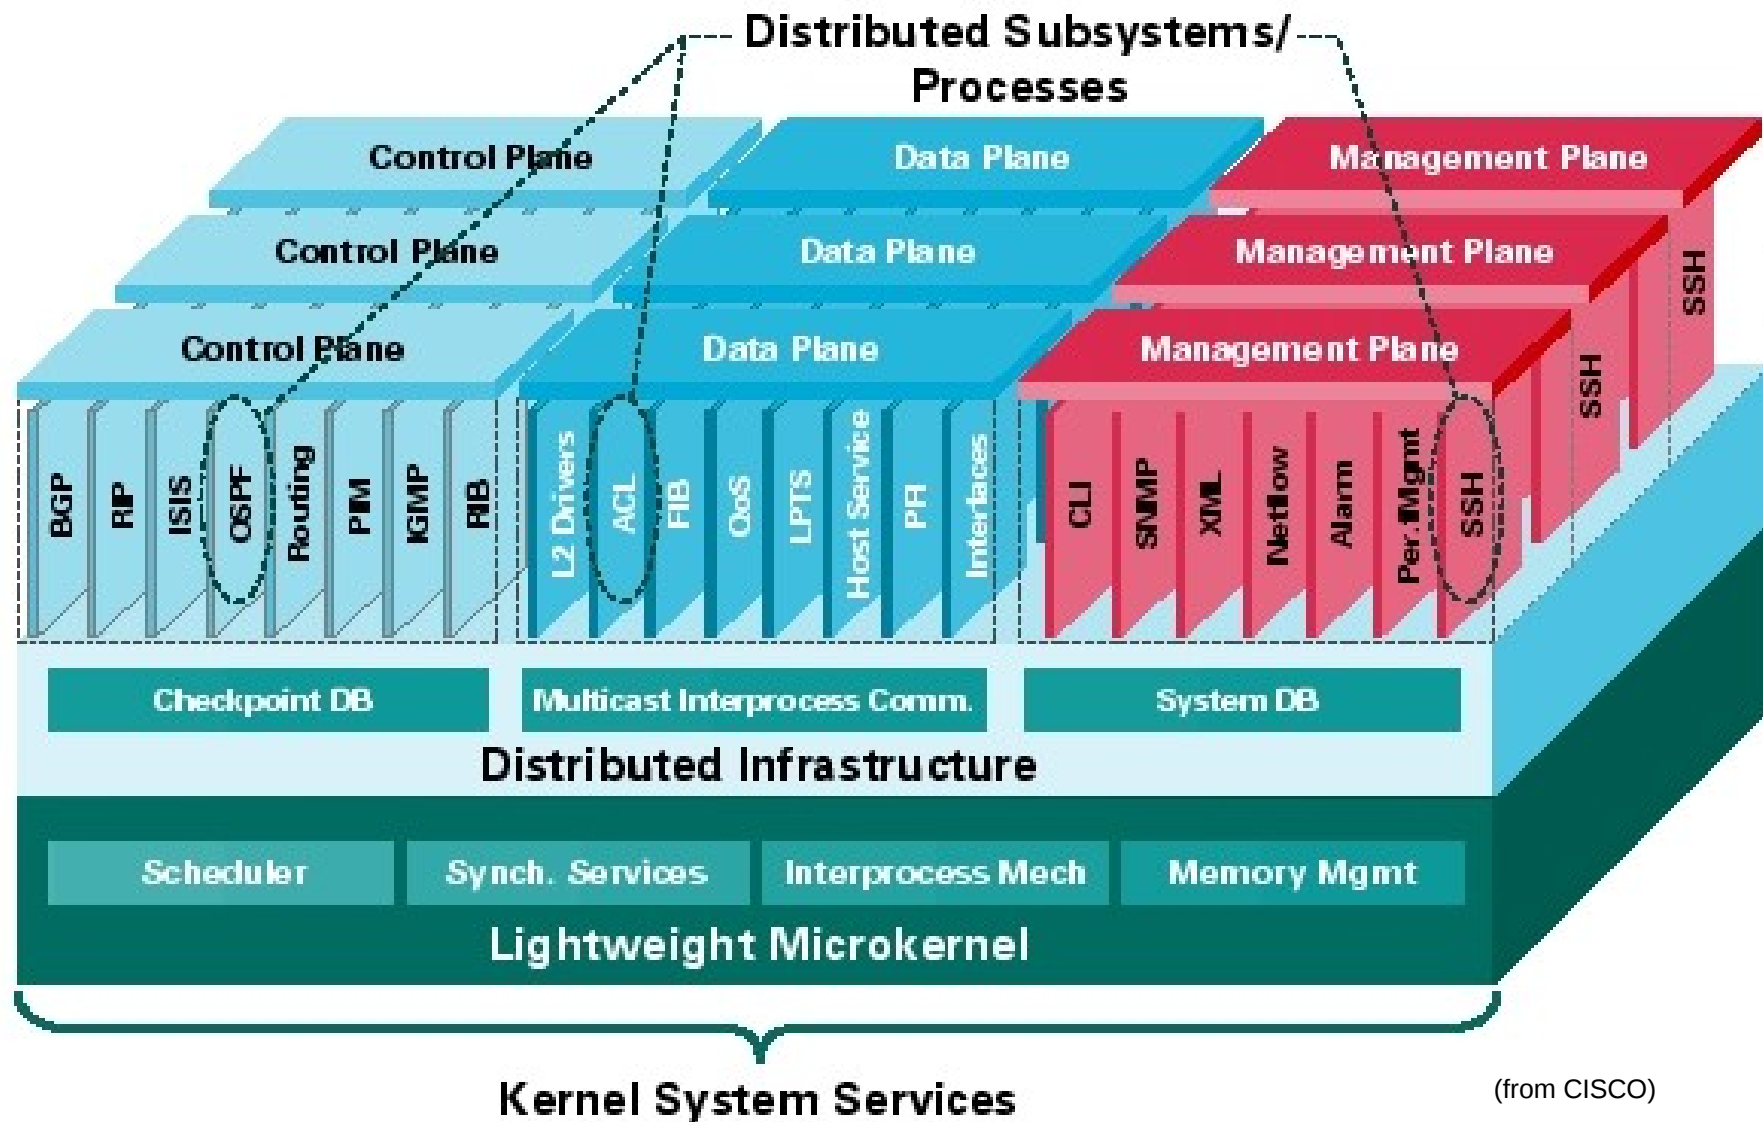 Distributed Subsystems/
Processes
Control Plane
Data Plane
Management Plane
Control Plane
Data Plane
Management Plane
Control Plane
Data Plane
Management Plane
BGP
RIP
ISIS
OSPF
Routing
PIM
IGMP
RIB
L2 Drivers
ACL
FIB
QoS
LPTS
Host Service
PFI
Interfaces
CLI
SNMP
XML
Netflow
Alarm
Per.Mgmt
SSH
SSH
SSH
Checkpoint DB
Multicast Interprocess Comm.
System DB
Distributed Infrastructure
Scheduler
Synch. Services
Interprocess Mech
Memory Mgmt
Lightweight Microkernel
Kernel System Services
(from CISCO)